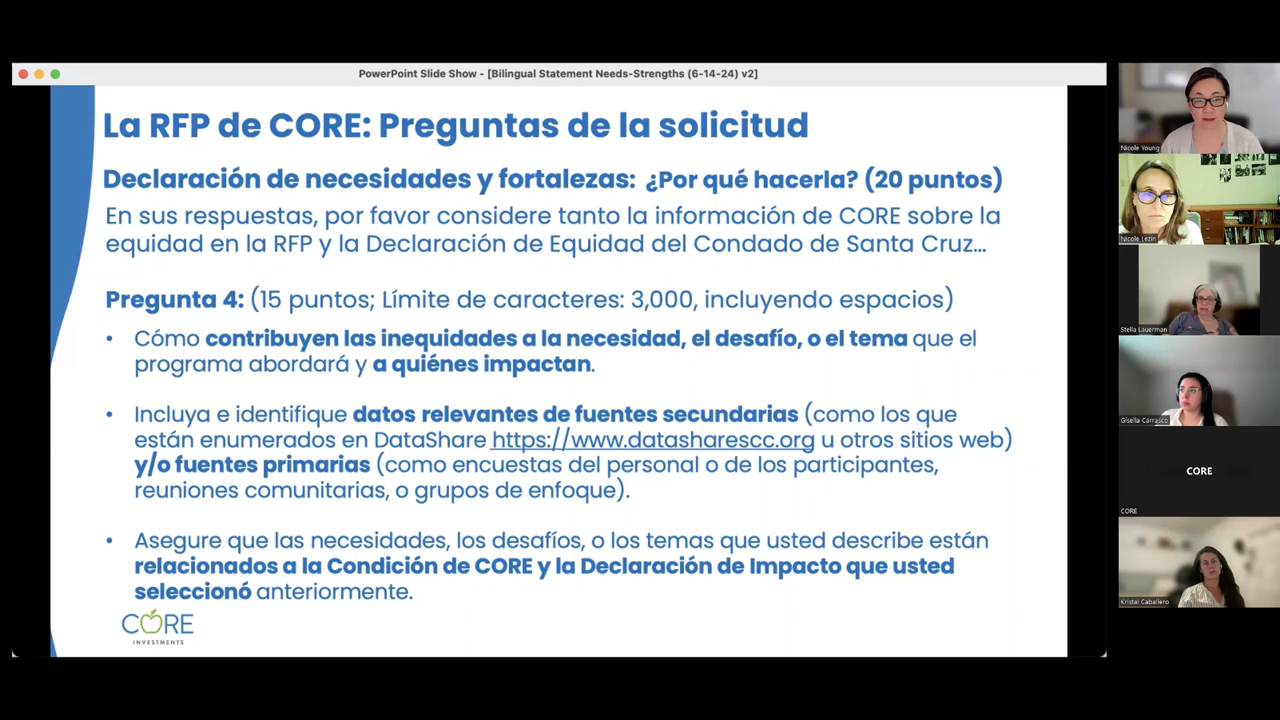 PowerPoint Slide Show - [Bilingual Statement Needs-Strengths (6-14-24) v2]
La RFP de CORE: Preguntas de la solicitud
Declaración de necesidades y fortalezas: ¿Por qué hacerla? (20 puntos)
En sus respuestas, por favor considere tanto la información de CORE sobre la
equidad en la RFP y la Declaración de Equidad del Condado de Santa Cruz...
Pregunta 4: (15 puntos; Límite de caracteres: 3,000, incluyendo espacios)
• Cómo contribuyen las inequidades a la necesidad, el desafío, o el tema que el
programa abordará y a quiénes impactan.
• Incluya e identifique datos relevantes de fuentes secundarias (como los que
están enumerados en DataShare https://www.datasharescc.org u otros sitios web)
y/o fuentes primarias (como encuestas del personal o de los participantes,
reuniones comunitarias, o grupos de enfoque).
• Asegure que las necesidades, los desafíos, o los temas que usted describe están
relacionados a la Condición de CORE y la Declaración de Impacto que usted
seleccionó anteriormente.
CORE
INVESTMENTS
Nicole Young
Nicole Lezin
Stella Lauerman
Gisella Carrasco
CORE
CORE
Kristal Caballero